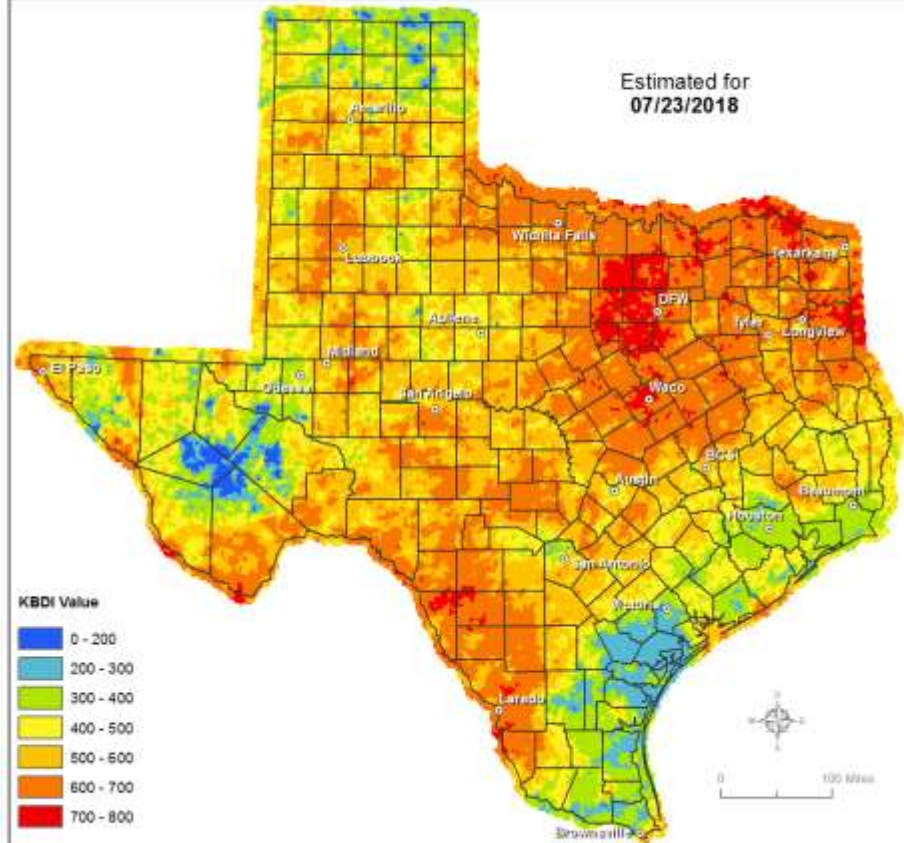 Estimated for
07/23/2018
Amarillo
Wichita Falls
Texarkana
Lubbock
DFW
Abilene
Tyler
Longview
Midland
El Paso
Odessa
San Angelo
Waco
BCS
Austin
Beaumont
Houston
San Antonio
Victoria
Laredo
Brownsville
KBDI Value
0 - 200
200 - 300
300 - 400
400 - 500
500 - 600
600 - 700
700 - 800
0 100 Miles